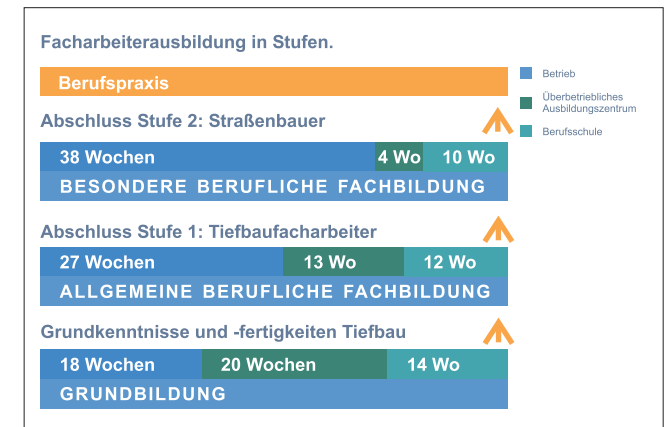 Facharbeiterausbildung in Stufen.
Berufspraxis
Betrieb
Überbetriebliches
Ausbildungszentrum
Berufsschule
Abschluss Stufe 2: Straßenbauer
38 Wochen 4 Wo 10 Wo
BESONDERE BERUFLICHE FACHBILDUNG
Abschluss Stufe 1: Tiefbaufacharbeiter
27 Wochen 13 Wo 12 Wo
ALLGEMEINE BERUFLICHE FACHBILDUNG
Grundkenntnisse und -fertigkeiten Tiefbau
18 Wochen 20 Wochen 14 Wo
GRUNDBILDUNG